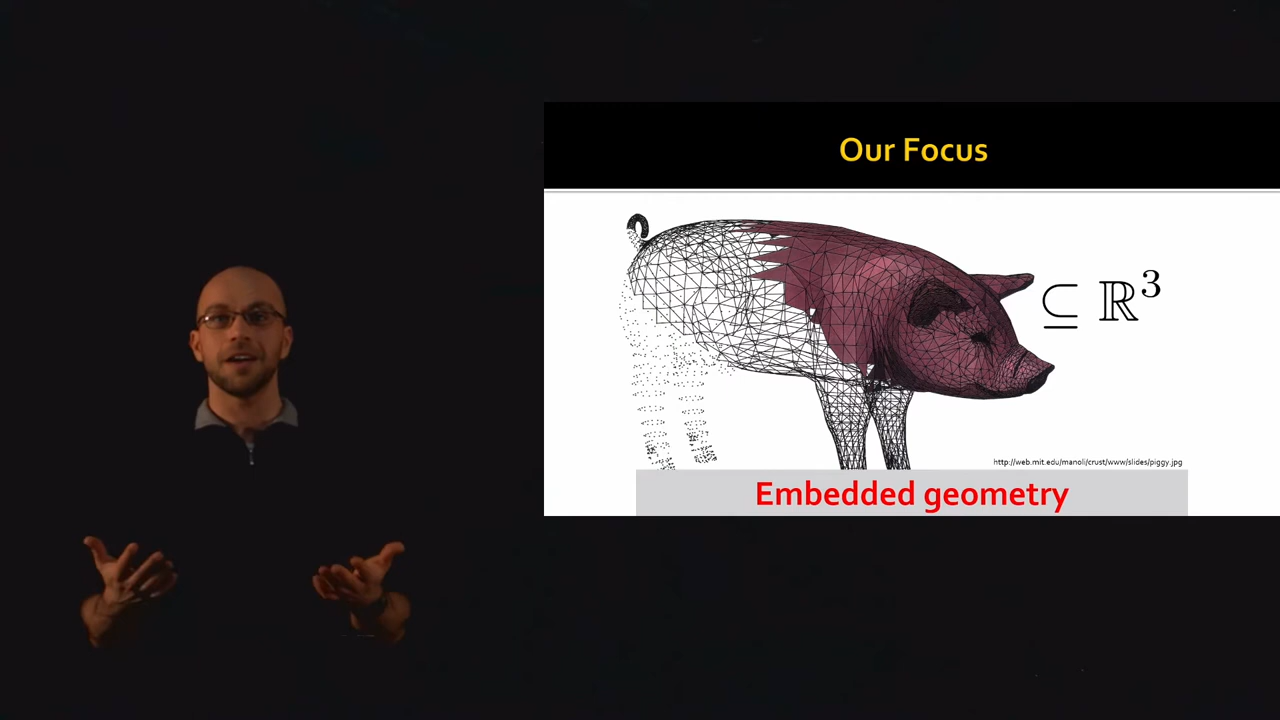 Our Focus
⊆ ℝ³
http://web.mit.edu/manoli/crust/www/slides/piggy.jpg
Embedded geometry